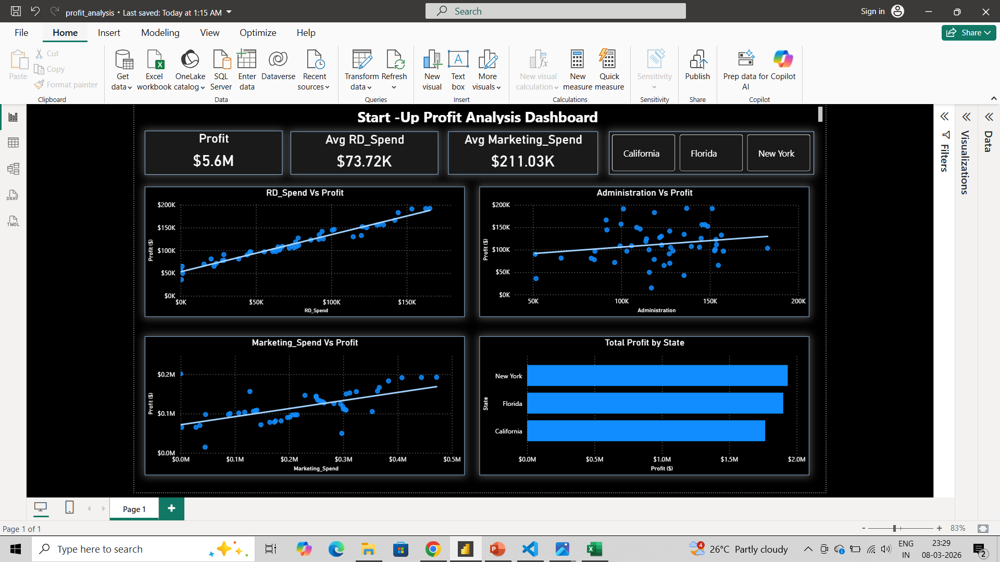 profit_analysis • Last saved: Today at 1:15 AM
Search
Sign in
File Home Insert Modeling View Optimize Help
Share
Paste
Cut
Copy
Format painter
Clipboard
Get data
Excel workbook
OneLake catalog
SQL Server
Enter data
Dataverse
Recent sources
Data
Transform data
Refresh
Queries
New visual
Text box
More visuals
Insert
New visual calculation
New measure
Quick measure
Calculations
Sensitivity
Sensitivity
Publish
Share
Prep data for AI
Copilot
Copilot
Start -Up Profit Analysis Dashboard
Profit
$5.6M
Avg RD_Spend
$73.72K
Avg Marketing_Spend
$211.03K
California
Florida
New York
RD_Spend Vs Profit
$200K
$150K
$100K
$50K
$0K
Profit ($)
$0K $50K $100K $150K
RD_Spend
Administration Vs Profit
$200K
$150K
$100K
$50K
$0K
Profit ($)
50K 100K 150K 200K
Administration
Marketing_Spend Vs Profit
$0.2M
$0.1M
$0.0M
Profit ($)
$0.0M $0.1M $0.2M $0.3M $0.4M $0.5M
Marketing_Spend
Total Profit by State
State
New York
Florida
California
$0.0M $0.5M $1.0M $1.5M $2.0M
Profit ($)
Filters
Visualizations
Data
DAX
TMDL
Page 1
+
Page 1 of 1
- + 83%
Type here to search
4
26°C Partly cloudy
ENG
IN
23:29
08-03-2026
2